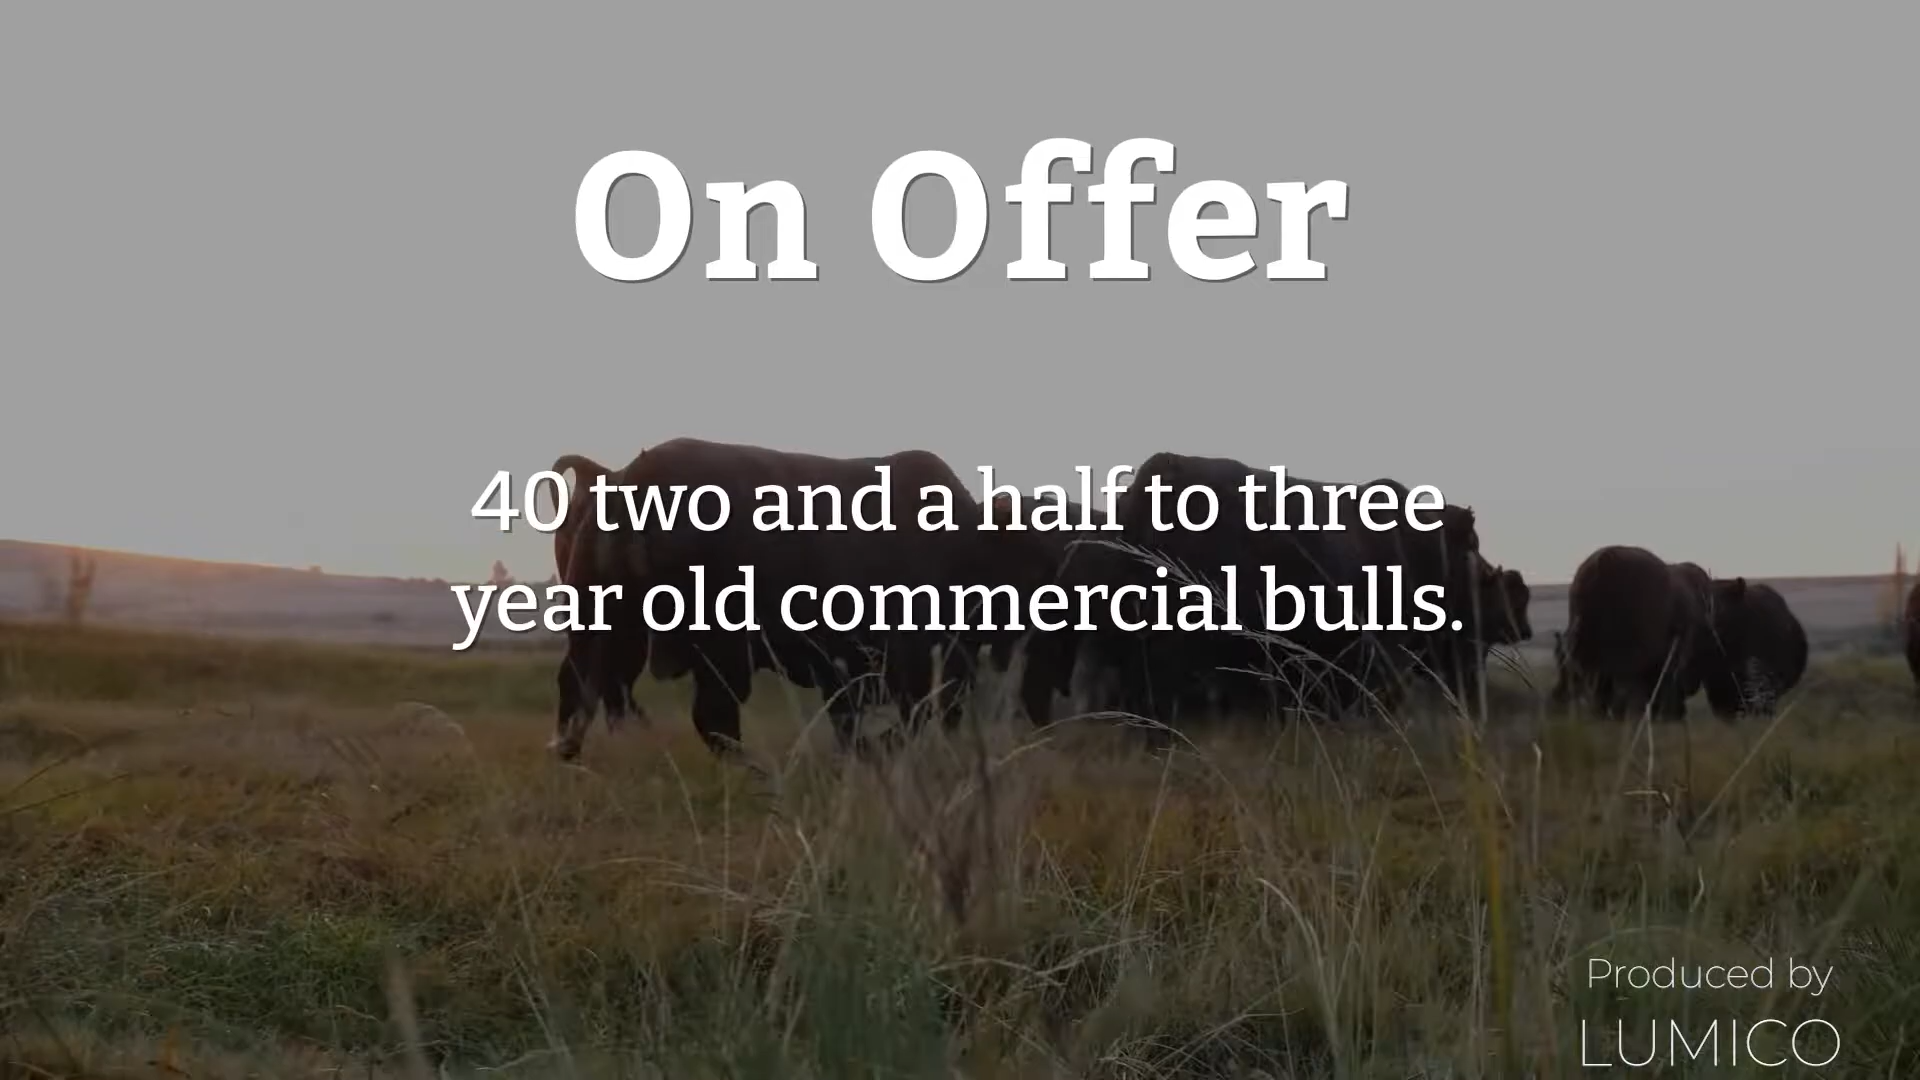 On Offer
40 two and a half to three
year old commercial bulls.
Produced by
LUMICO